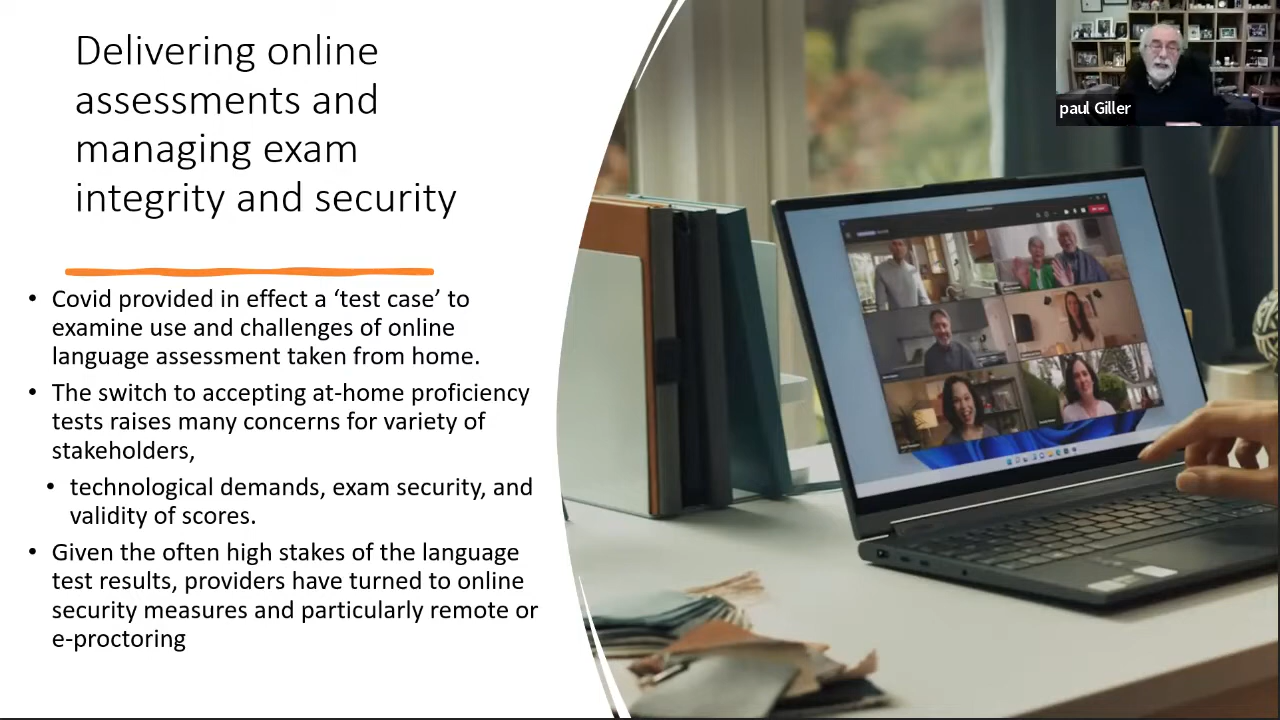 Delivering online
assessments and
managing exam
integrity and security
• Covid provided in effect a ‘test case’ to
examine use and challenges of online
language assessment taken from home.
• The switch to accepting at-home proficiency
tests raises many concerns for variety of
stakeholders,
• technological demands, exam security, and
validity of scores.
• Given the often high stakes of the language
test results, providers have turned to online
security measures and particularly remote or
e-proctoring
paul Giller